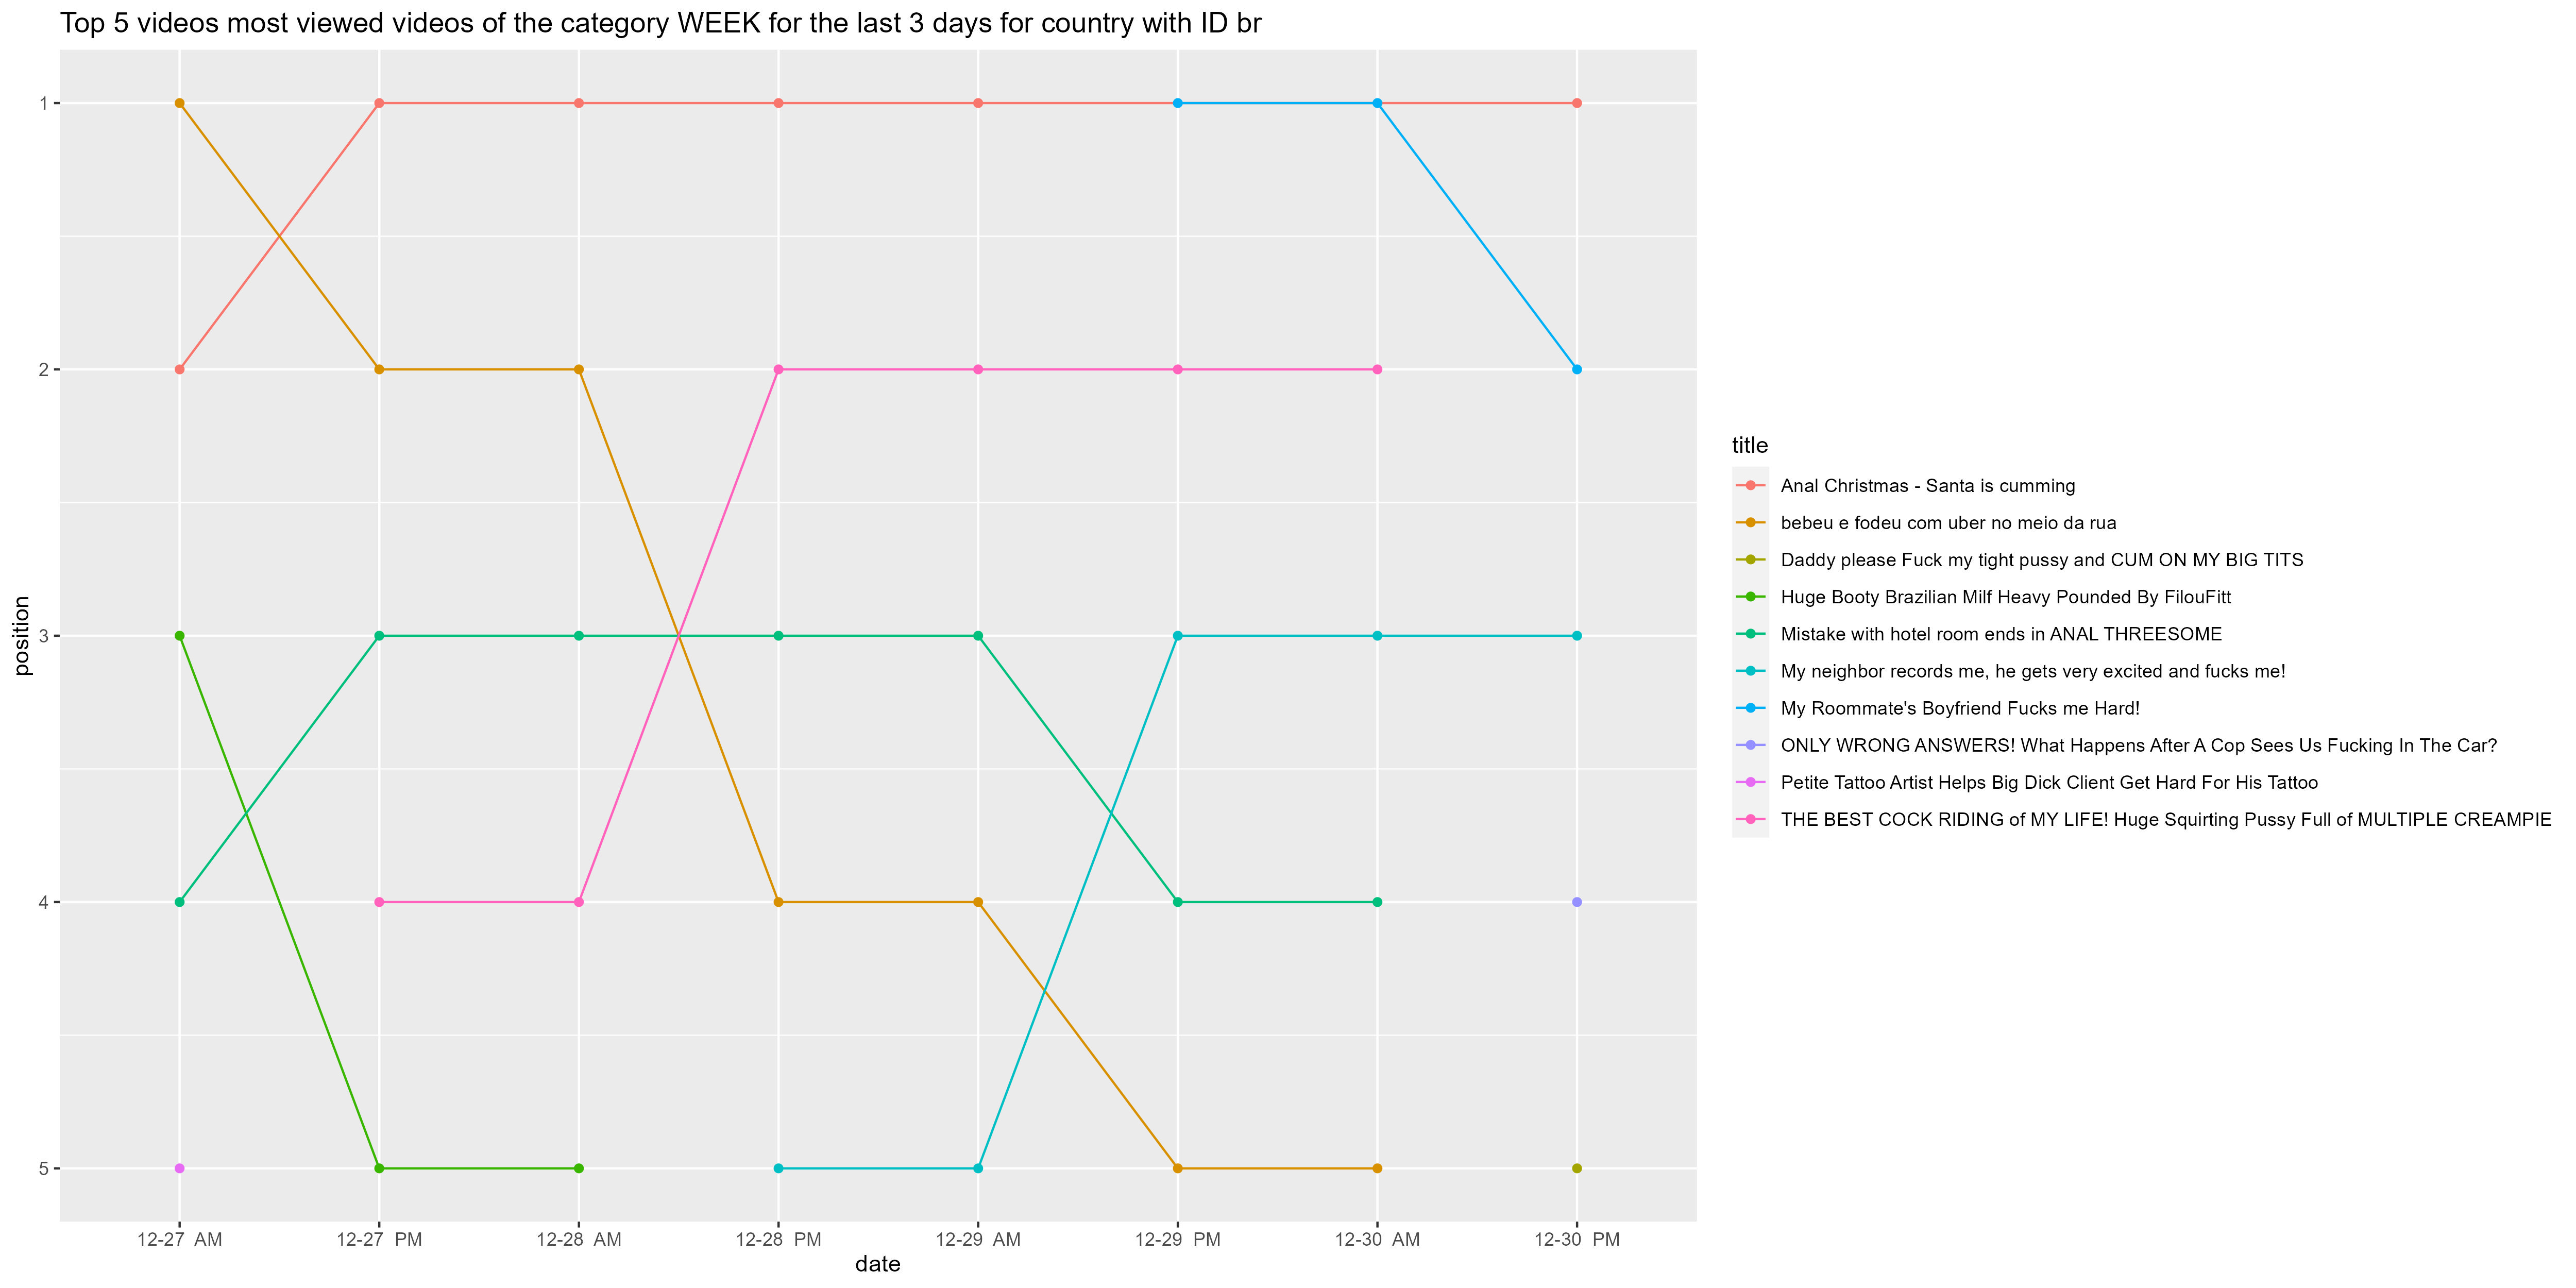 Top 5 videos most viewed videos of the category WEEK for the last 3 days for country with ID br
position
1
2
3
4
5
12-27 AM
12-27 PM
12-28 AM
12-28 PM
12-29 AM
12-29 PM
12-30 AM
12-30 PM
date
title
Anal Christmas - Santa is cumming
bebeu e fodeu com uber no meio da rua
Daddy please Fuck my tight pussy and CUM ON MY BIG TITS
Huge Booty Brazilian Milf Heavy Pounded By FilouFitt
Mistake with hotel room ends in ANAL THREESOME
My neighbor records me, he gets very excited and fucks me!
My Roommate's Boyfriend Fucks me Hard!
ONLY WRONG ANSWERS! What Happens After A Cop Sees Us Fucking In The Car?
Petite Tattoo Artist Helps Big Dick Client Get Hard For His Tattoo
THE BEST COCK RIDING of MY LIFE! Huge Squirting Pussy Full of MULTIPLE CREAMPIE